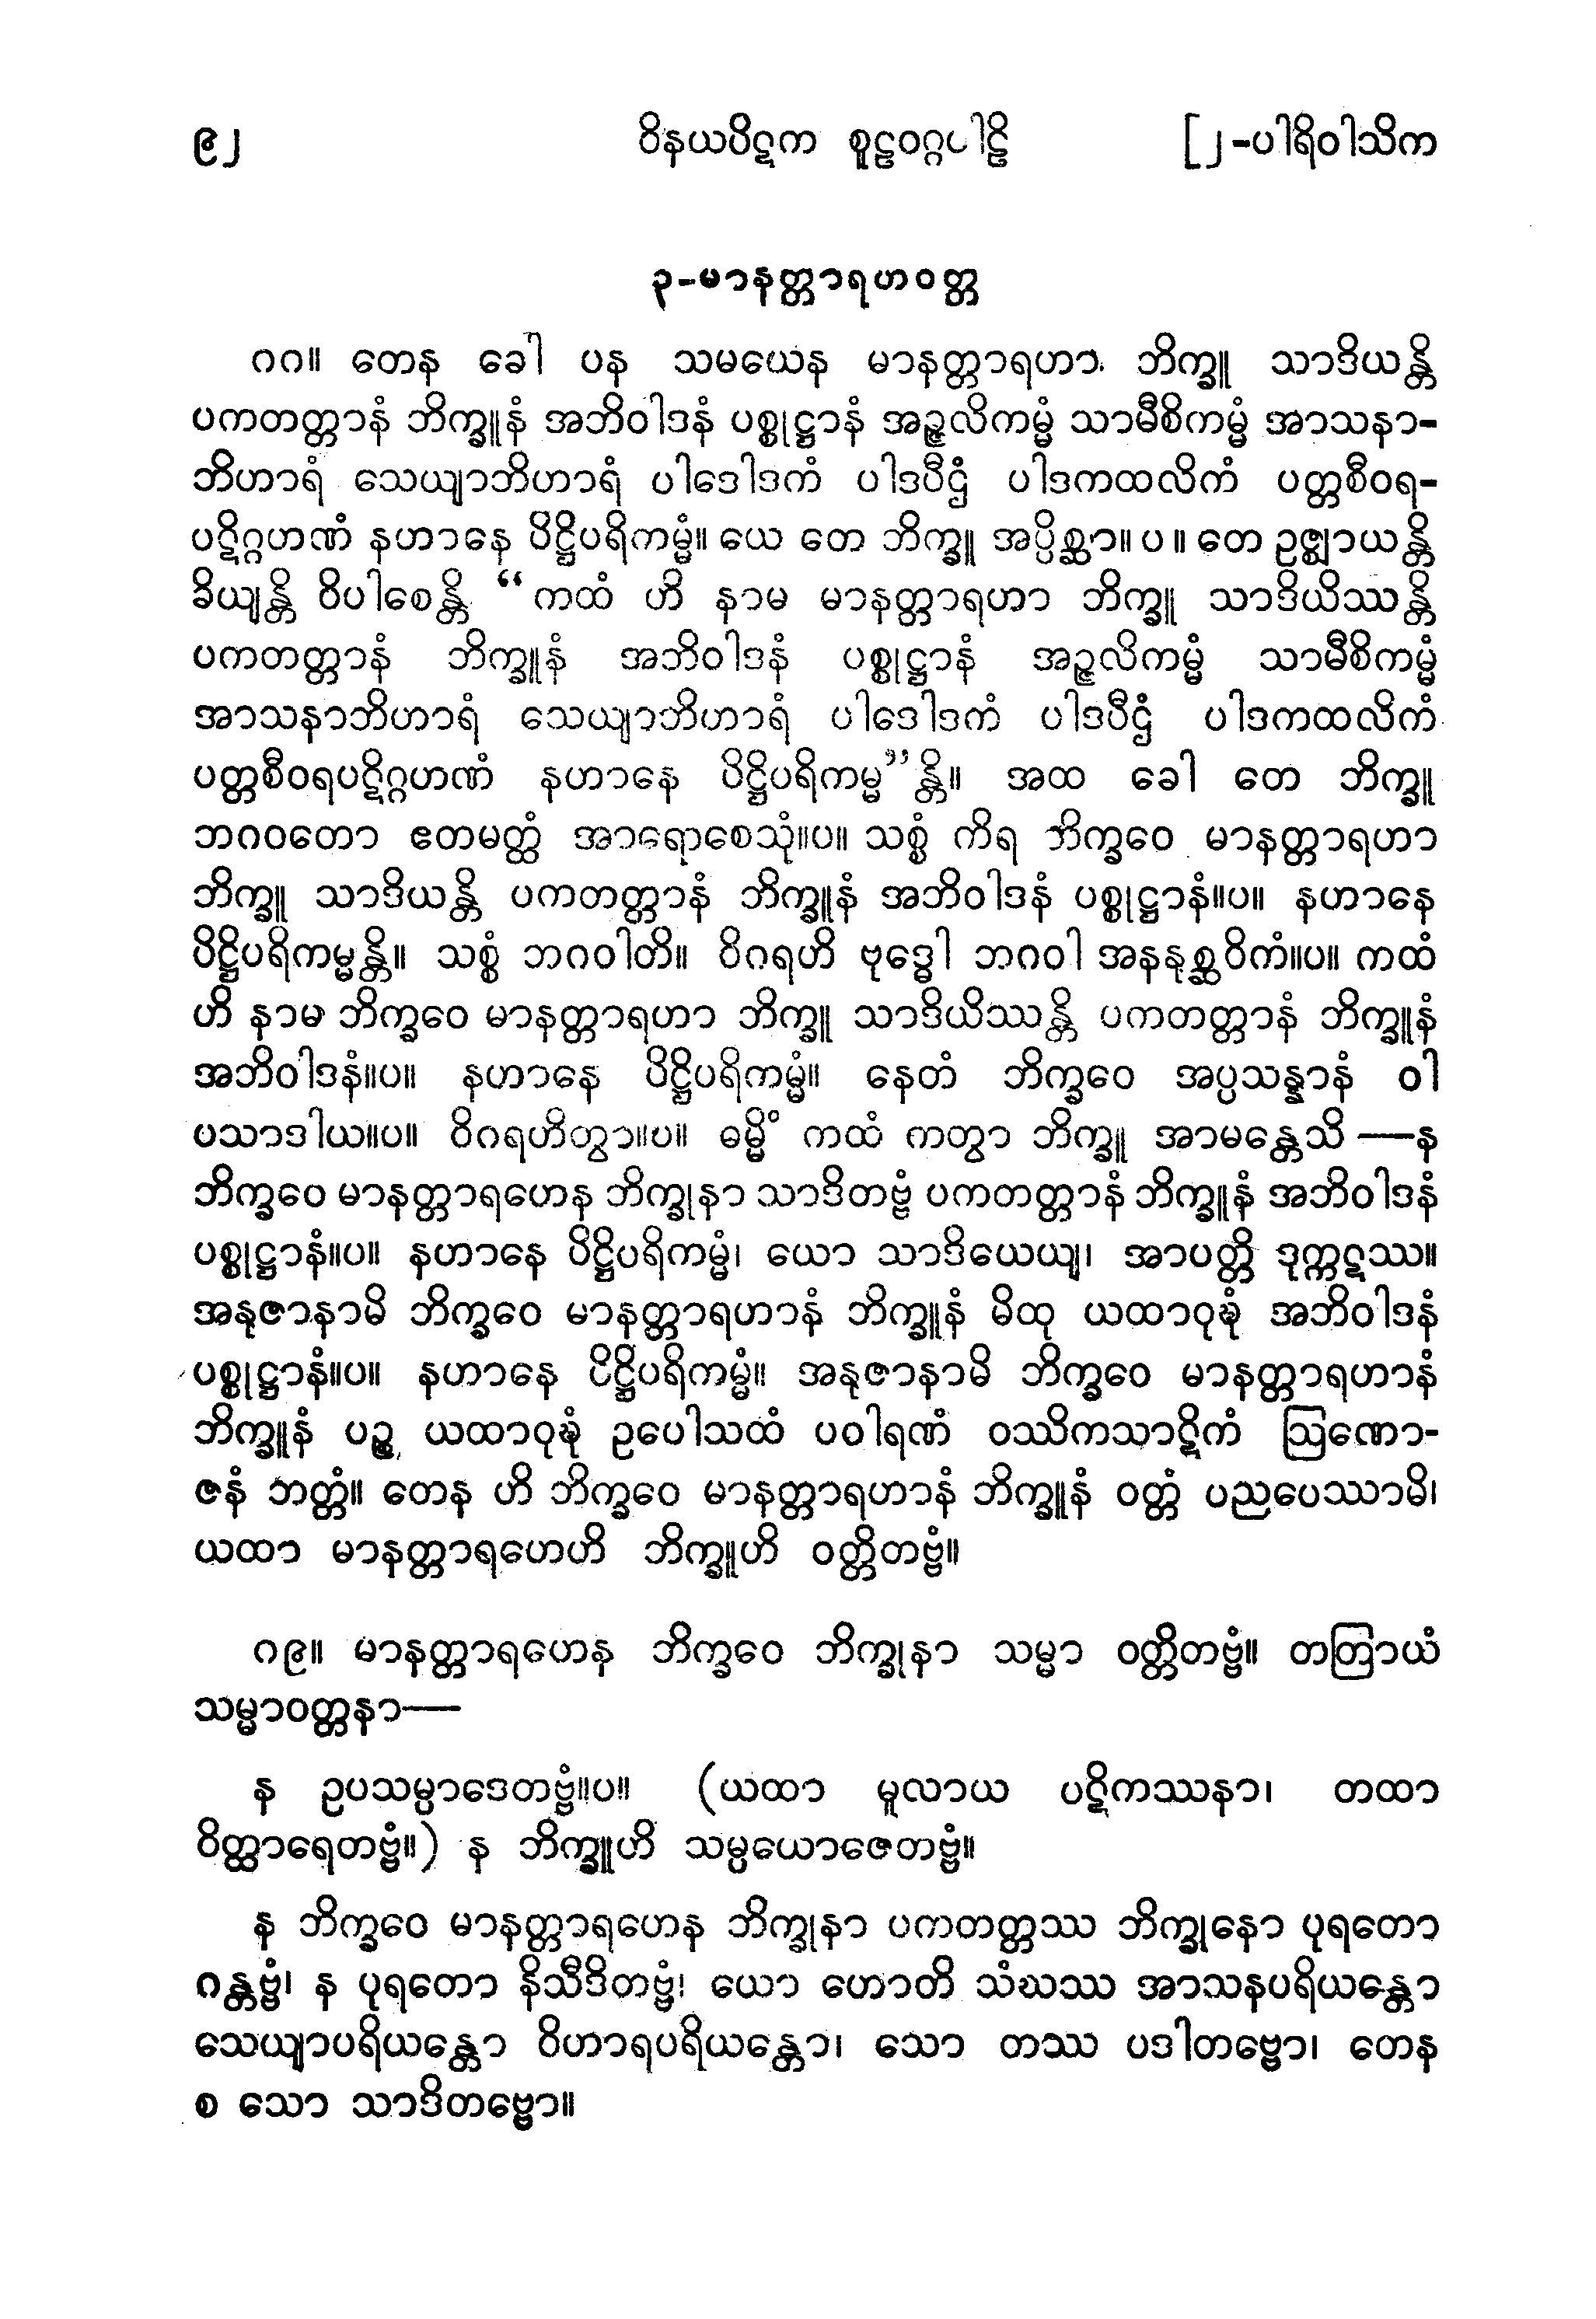 ၉၂ ဝိနယပိဋက စူဠဝဂ္ဂပါဠိ [၂-ပါရိဝါသိက
၃-မာနတ္တာရဟဝတ္တ
၈၈။ တေန ခေါ ပန သမယေန မာနတ္တာရဟာ ဘိက္ခူ သာဒိယန္တိ
ပကတတ္တာနံ ဘိက္ခူနံ အဘိဝါဒနံ ပစ္စုဋ္ဌာနံ အဉ္ဇလိကမ္မံ သာမီစိကမ္မံ အာသနာ-
ဘိဟာရံ သေယျာဘိဟာရံ ပါဒေါဒကံ ပါဒပီဌံ ပါဒကထလိကံ ပတ္တစီဝရ-
ပဋိဂ္ဂဟဏံ နဟာနေ ပိဋ္ဌိပရိကမ္မံ။ ယေ တေ ဘိက္ခူ အပ္ပိစ္ဆာ။ ပ ။ တေ ဥဇ္ဈာယန္တိ
ခိယျန္တိ ဝိပါစေန္တိ “ကထံ ဟိ နာမ မာနတ္တာရဟာ ဘိက္ခူ သာဒိယိဿန္တိ
ပကတတ္တာနံ ဘိက္ခူနံ အဘိဝါဒနံ ပစ္စုဋ္ဌာနံ အဉ္ဇလိကမ္မံ သာမီစိကမ္မံ
အာသနာဘိဟာရံ သေယျာဘိဟာရံ ပါဒေါဒကံ ပါဒပီဌံ ပါဒကထလိကံ
ပတ္တစီဝရပဋိဂ္ဂဟဏံ နဟာနေ ပိဋ္ဌိပရိကမ္မ”န္တိ။ အထ ခေါ တေ ဘိက္ခူ
ဘဂဝတော ဧတမတ္ထံ အာရောစေသုံ။ပ။ သစ္စံ ကိရ ဘိက္ခဝေ မာနတ္တာရဟာ
ဘိက္ခူ သာဒိယန္တိ ပကတတ္တာနံ ဘိက္ခူနံ အဘိဝါဒနံ ပစ္စုဋ္ဌာနံ။ပ။ နဟာနေ
ပိဋ္ဌိပရိကမ္မန္တိ။ သစ္စံ ဘဂဝါတိ။ ဝိဂရဟိ ဗုဒ္ဓေါ ဘဂဝါ အနနုစ္ဆဝိကံ။ပ။ ကထံ
ဟိ နာမ ဘိက္ခဝေ မာနတ္တာရဟာ ဘိက္ခူ သာဒိယိဿန္တိ ပကတတ္တာနံ ဘိက္ခူနံ
အဘိဝါဒနံ။ပ။ နဟာနေ ပိဋ္ဌိပရိကမ္မံ။ နေတံ ဘိက္ခဝေ အပ္ပသန္နာနံ ဝါ
ပသာဒါယ။ပ။ ဝိဂရဟိတွာ။ပ။ ဓမ္မိံ ကထံ ကတွာ ဘိက္ခူ အာမန္တေသိ —န
ဘိက္ခဝေ မာနတ္တာရဟေန ဘိက္ခုနာ သာဒိတဗ္ဗံ ပကတတ္တာနံ ဘိက္ခူနံ အဘိဝါဒနံ
ပစ္စုဋ္ဌာနံ။ပ။ နဟာနေ ပိဋ္ဌိပရိကမ္မံ၊ ယော သာဒိယေယျ၊ အာပတ္တိ ဒုက္ကဋဿ။
အနုဇာနာမိ ဘိက္ခဝေ မာနတ္တာရဟာနံ ဘိက္ခူနံ မိထု ယထာဝုဍ္ဎံ အဘိဝါဒနံ
ပစ္စုဋ္ဌာနံ။ပ။ နဟာနေ ပိဋ္ဌိပရိကမ္မံ။ အနုဇာနာမိ ဘိက္ခဝေ မာနတ္တာရဟာနံ
ဘိက္ခူနံ ပဉ္စ ယထာဝုဍ္ဎံ ဥပေါသထံ ပဝါရဏံ ဝဿိကသာဋိကံ ဩဏော-
ဇနံ ဘတ္တံ။ တေန ဟိ ဘိက္ခဝေ မာနတ္တာရဟာနံ ဘိက္ခူနံ ဝတ္တံ ပညပေဿာမိ၊
ယထာ မာနတ္တာရဟေဟိ ဘိက္ခူဟိ ဝတ္တိတဗ္ဗံ။
၈၉။ မာနတ္တာရဟေန ဘိက္ခဝေ ဘိက္ခုနာ သမ္မာ ဝတ္တိတဗ္ဗံ။ တတြာယံ
သမ္မာဝတ္တနာ—
န ဥပသမ္ပာဒေတဗ္ဗံ။ပ။ (ယထာ မူလာယ ပဋိကဿနာ၊ တထာ
ဝိတ္ထာရေတဗ္ဗံ။) န ဘိက္ခူဟိ သမ္ပယောဇေတဗ္ဗံ။
န ဘိက္ခဝေ မာနတ္တာရဟေန ဘိက္ခုနာ ပကတတ္တဿ ဘိက္ခုနော ပုရတော
ဂန္တဗ္ဗံ၊ န ပုရတော နိသီဒိတဗ္ဗံ၊ ယော ဟောတိ သံဃဿ အာသနပရိယန္တော
သေယျာပရိယန္တော ဝိဟာရပရိယန္တော၊ သော တဿ ပဒါတဗ္ဗော၊ တေန
စ သော သာဒိတဗ္ဗော။